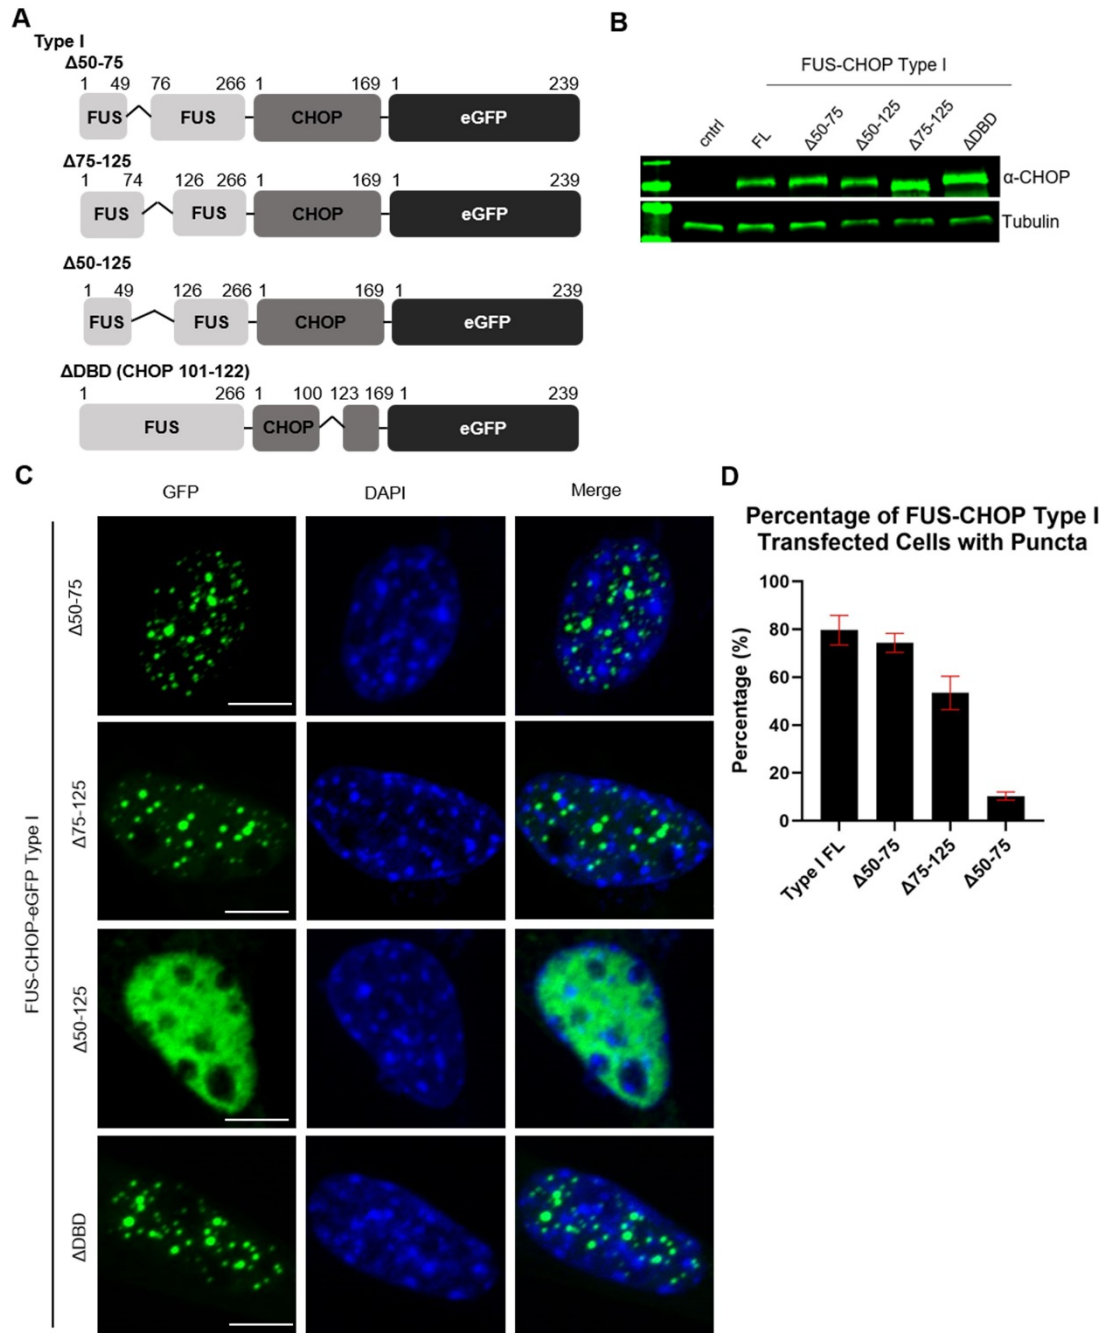 A
Type I
Δ50-75
1 49 76 266 1 169 1 239
FUS FUS CHOP eGFP
Δ75-125
1 74 126 266 1 169 1 239
FUS FUS CHOP eGFP
Δ50-125
1 49 126 266 1 169 1 239
FUS FUS CHOP eGFP
ΔDBD (CHOP 101-122)
1 266 1 100 123 169 1 239
FUS CHOP eGFP
B
FUS-CHOP Type I
cntrl FL Δ50-75 Δ50-125 Δ75-125 ΔDBD
α-CHOP
Tubulin
C
GFP DAPI Merge
FUS-CHOP-eGFP Type I
Δ50-75
Δ75-125
Δ50-125
ΔDBD
D
Percentage of FUS-CHOP Type I
Transfected Cells with Puncta
Percentage (%)
100
80
60
40
20
0
Type I FL Δ50-75 Δ75-125 Δ50-75